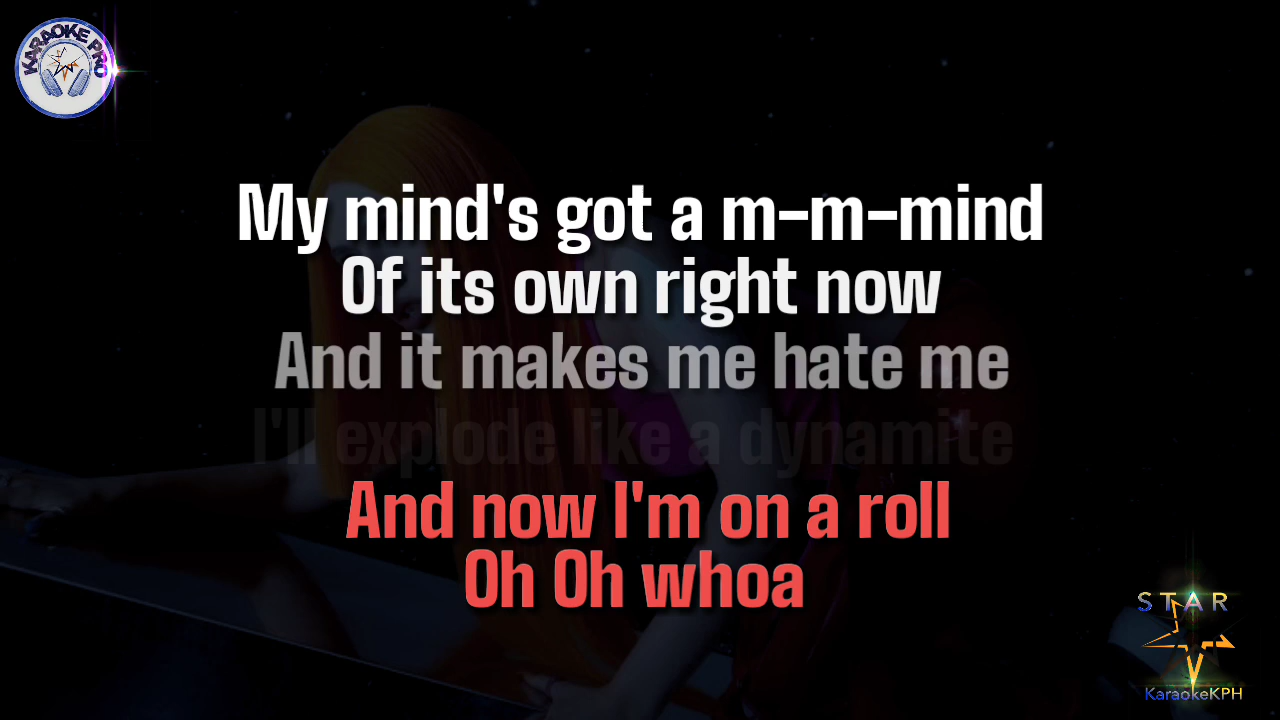 KARAOKE PRO
My mind's got a m-m-mind
Of its own right now
And it makes me hate me
I'll explode like a dynamite
And now I'm on a roll
Oh Oh whoa
STAR
KaraokeKPH